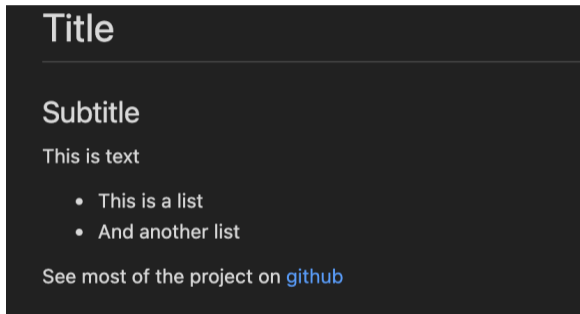 Title
Subtitle
This is text
This is a list
And another list
See most of the project on github